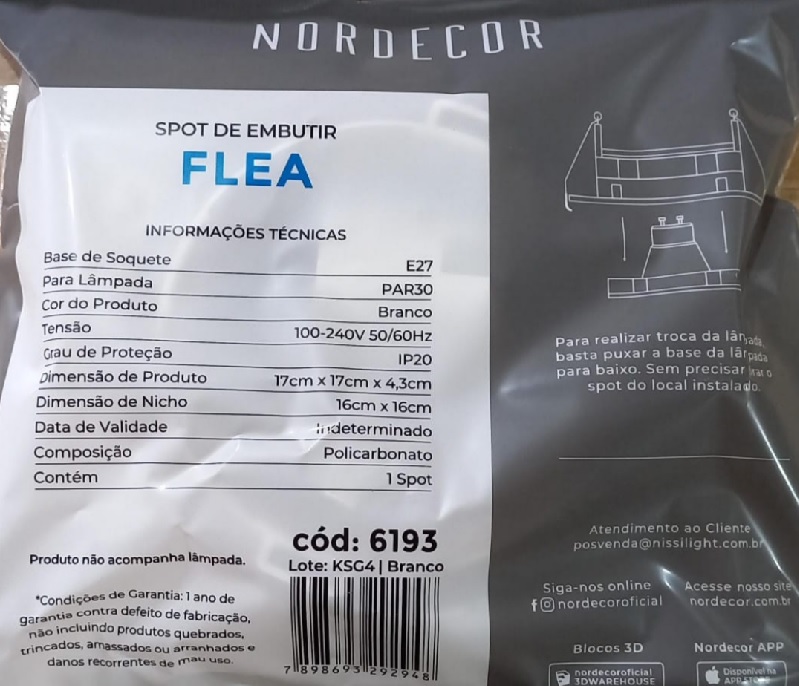 NORDECOR
SPOT DE EMBUTIR
FLEA
INFORMAÇÕES TÉCNICAS
Base de Soquete E27
Para Lâmpada PAR30
Cor do Produto Branco
Tensão 100-240V 50/60Hz
Grau de Proteção IP20
Dimensão de Produto 17cm x 17cm x 4,3cm
Dimensão de Nicho 16cm x 16cm
Data de Validade Indeterminado
Composição Policarbonato
Contém 1 Spot
Produto não acompanha lâmpada.
cód: 6193
Lote: KSG4 | Branco
*Condições de Garantia: 1 ano de
garantia contra defeito de fabricação,
não incluindo produtos quebrados,
trincados, amassados ou arranhados e
danos recorrentes de mau uso.
7 898693 292948
Para realizar troca da lâmpada,
basta puxar a base da lâmpada
para baixo. Sem precisar tirar o
spot do local instalado.
Atendimento ao Cliente
posvenda@nissilight.com.br
Siga-nos online
nordecoroficial
Acesse nosso site
nordecor.com.br
Blocos 3D
nordecoroficial
3DWAREHOUSE
Nordecor APP
Disponível na
APP STORE